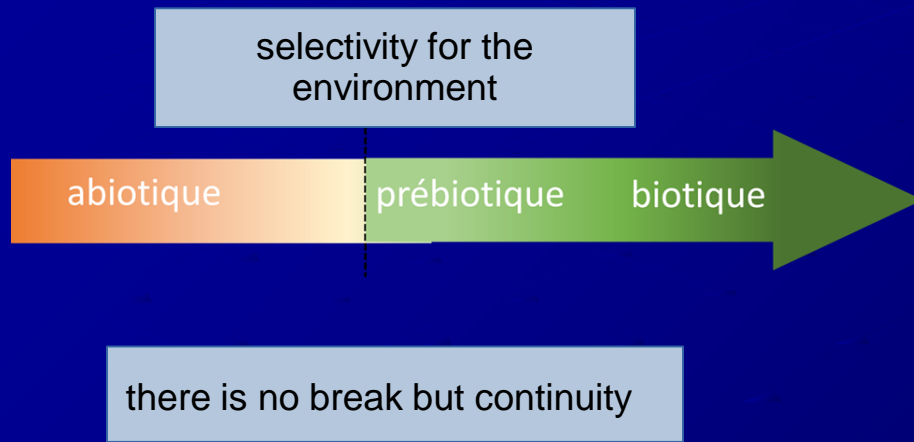 selectivity for the
environment
abiotique prébiotique biotique
there is no break but continuity